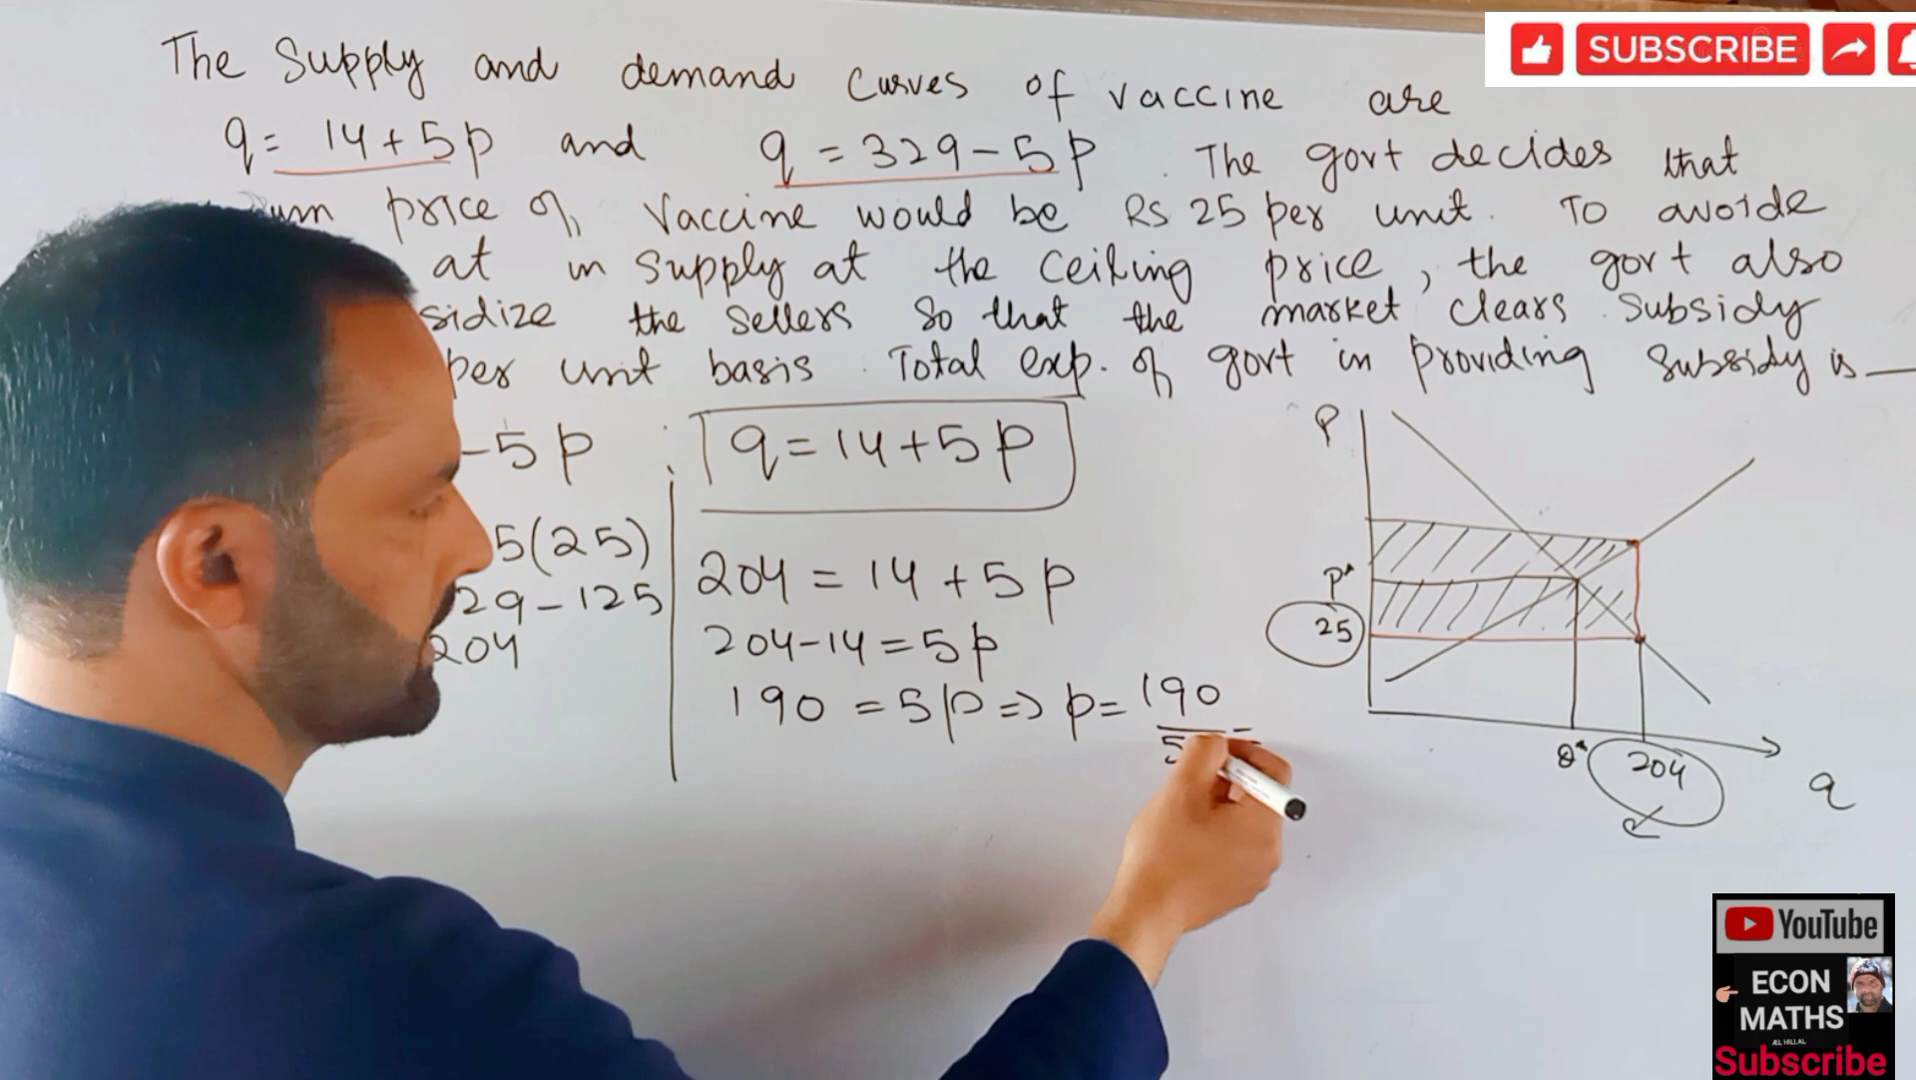 SUBSCRIBE
The Supply and demand curves of vaccine are
q = 14+5p and q = 329-5p. The govt decides that
price of vaccine would be Rs 25 per unit. To avoide
at in supply at the ceiling price, the govt also
sidize the sellers so that the market clears. Subsidy
per unit basis. Total exp. of govt in providing subsidy is
-5p
5(25)
29-125
204
q=14+5p
204 = 14+5p
204-14=5p
190 = 5p => p= 190
5 =
P
P*
25
Q* 204
q
YouTube
ECON
MATHS
ÆL HILLAL
Subscribe